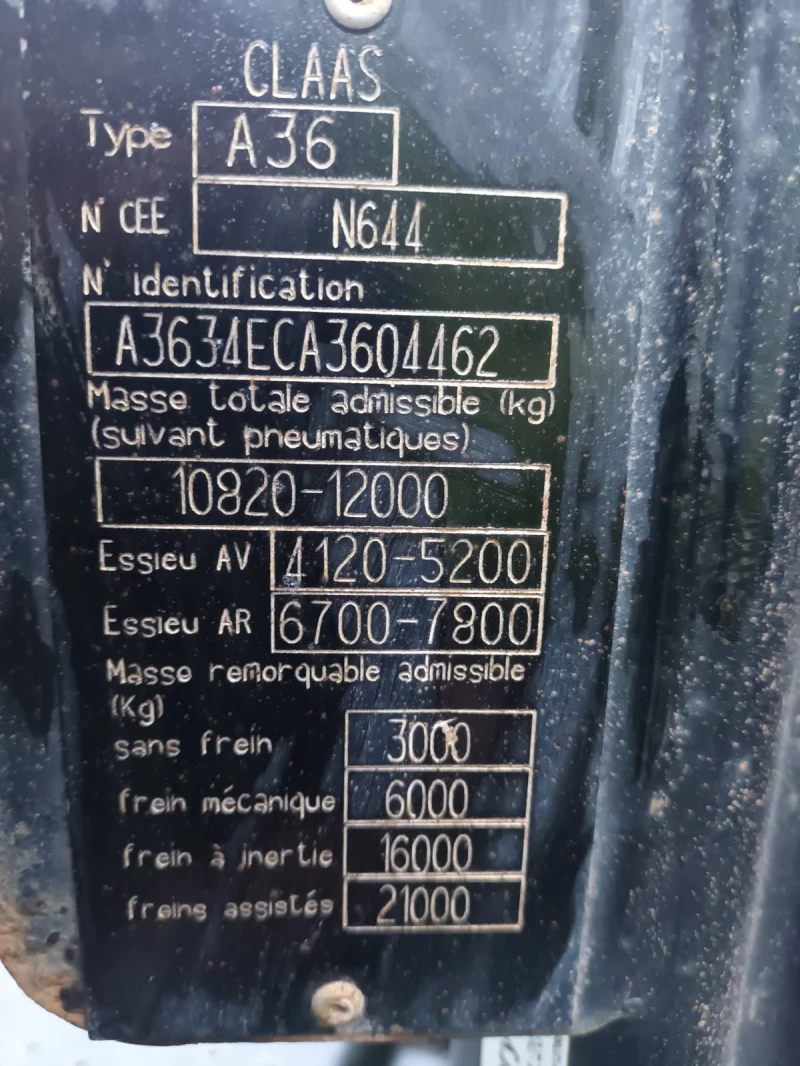 CLAAS
Type A36
N° CEE N644
N° identification
A3634ECA3604462
Masse totale admissible (kg)
(suivant pneumatiques)
10820-12000
Essieu AV 4120-5200
Essieu AR 6700-7800
Masse remorquable admissible
(Kg)
sans frein 3000
frein mécanique 6000
frein à inertie 16000
freins assistés 21000